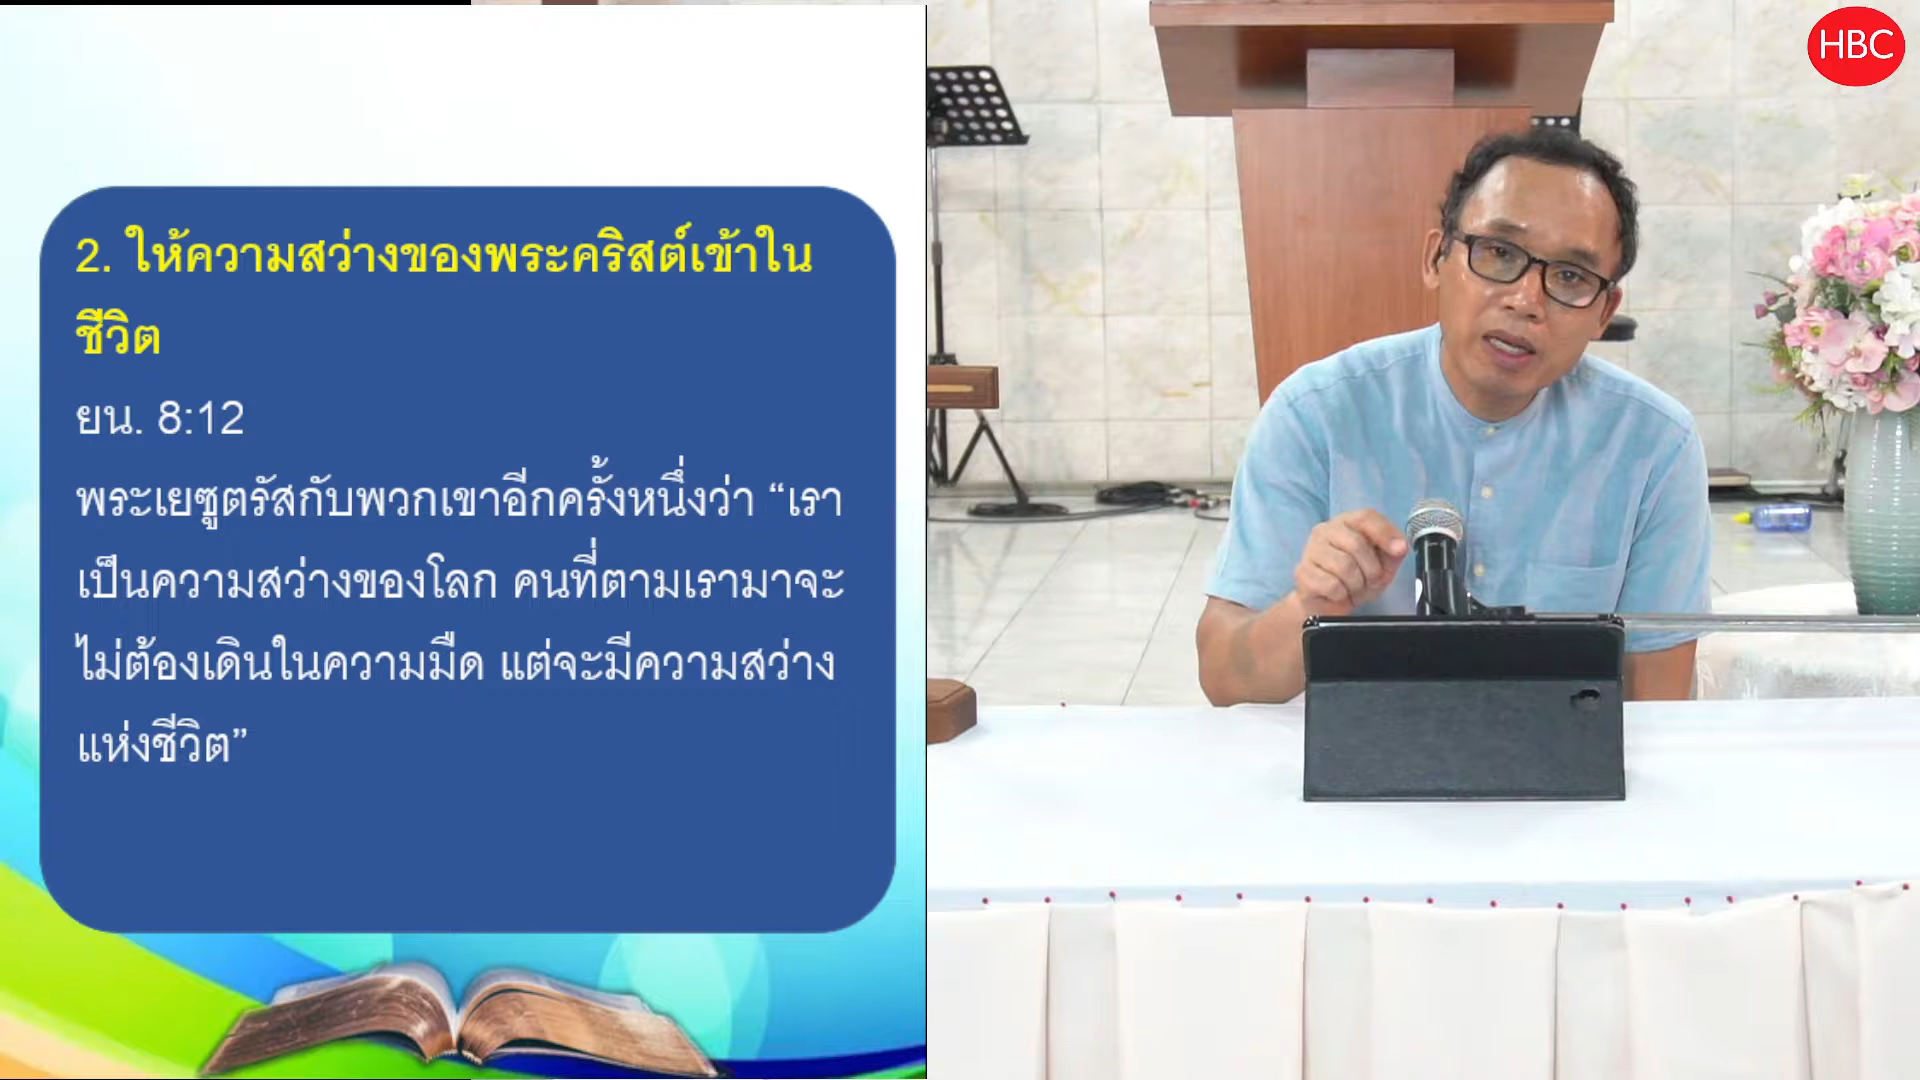 2. ให้ความสว่างของพระคริสต์เข้าใน
ชีวิต
ยน. 8:12
พระเยซูตรัสกับพวกเขาอีกครั้งหนึ่งว่า “เรา
เป็นความสว่างของโลก คนที่ตามเรามาจะ
ไม่ต้องเดินในความมืด แต่จะมีความสว่าง
แห่งชีวิต”
HBC